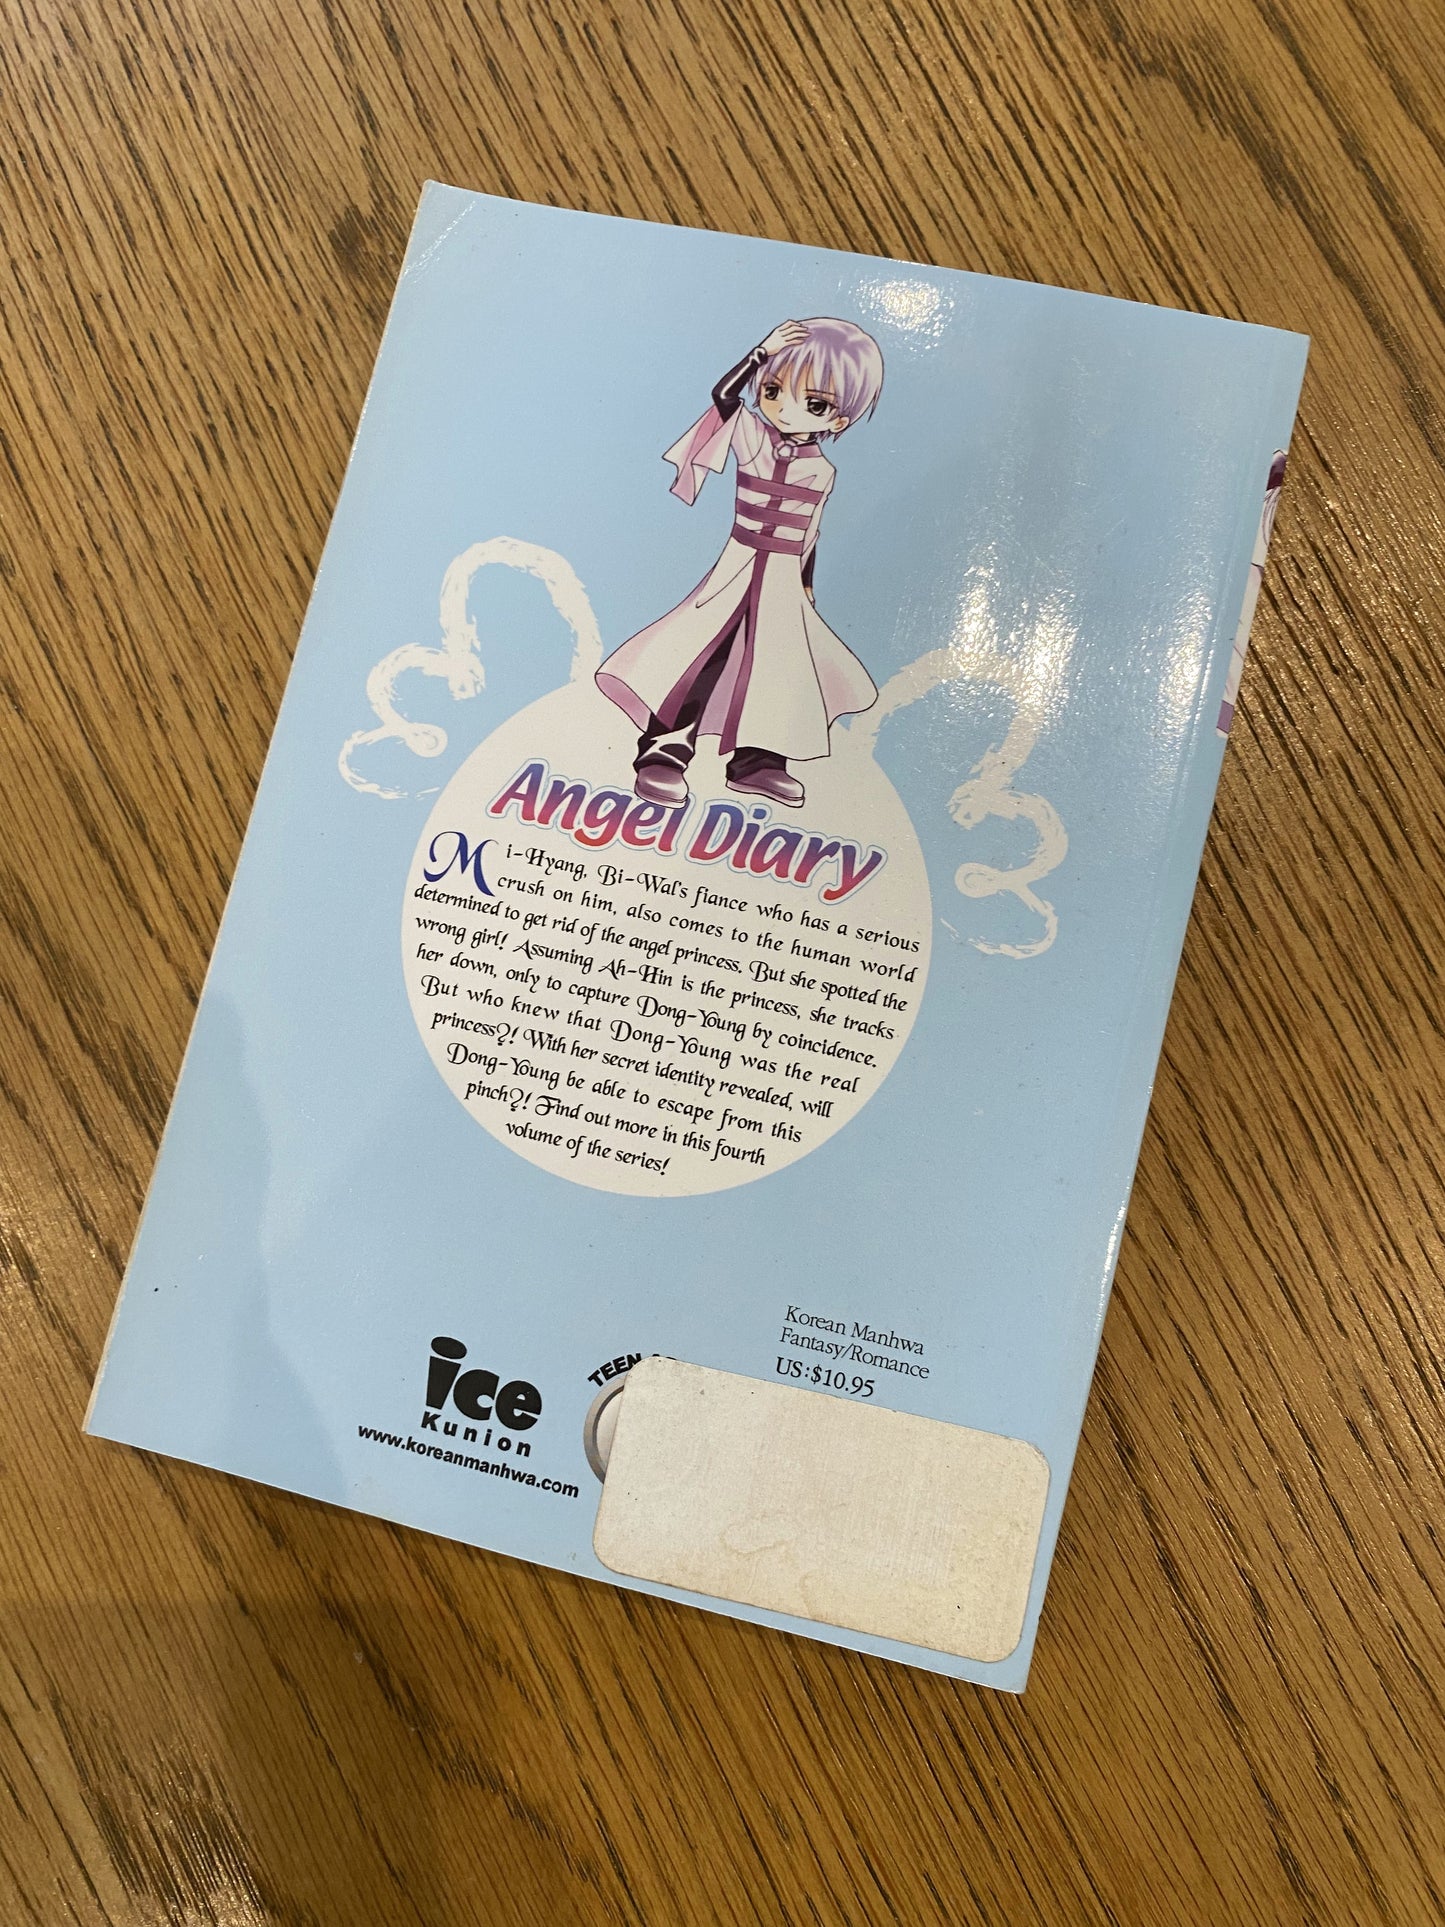 Angel Diary
Mi-Hyang, Bi-Wal's fiance who has a serious
crush on him, also comes to the human world
determined to get rid of the angel princess. But she spotted the
wrong girl! Assuming Ah-Hin is the princess, she tracks
her down, only to capture Dong-Young by coincidence.
But who knew that Dong-Young was the real
princess?! With her secret identity revealed, will
Dong-Young be able to escape from this
pinch?! Find out more in this fourth
volume of the series!
Korean Manhwa
Fantasy/Romance
US:$10.95
ice
Kunion
www.koreanmanhwa.com
TEEN